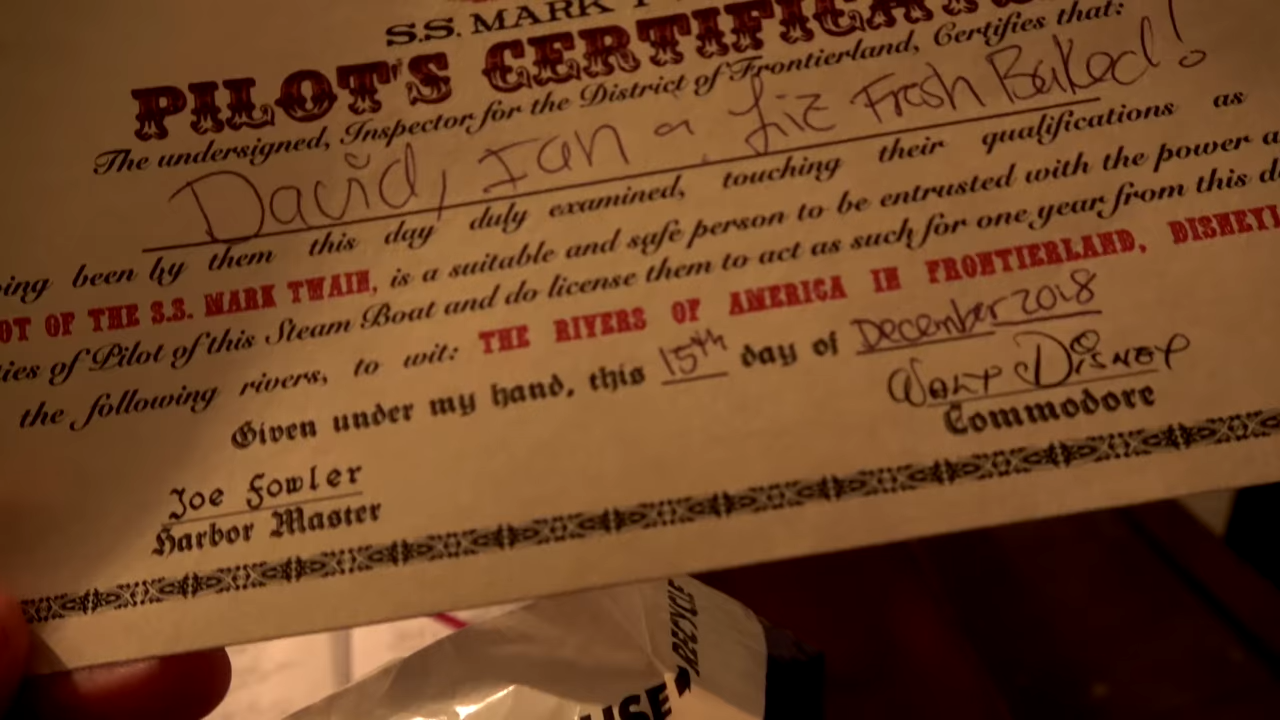 S.S. MARK T
PILOT'S CERTIFICATE
The undersigned, Inspector for the District of Frontierland, Certifies that:
David, Ian a Liz Fresh Baked!
ing been by them this day duly examined, touching their qualifications as
OT OF THE S.S. MARK TWAIN, is a suitable and safe person to be entrusted with the power a
ies of Pilot of this Steam Boat and do license them to act as such for one year from this d
the following rivers, to wit: THE RIVERS OF AMERICA IN FRONTIERLAND, DISNEYL
Given under my hand, this 15th day of December 2018
Walt Disney
Commodore
Joe Fowler
Harbor Master
RECYCLE
USE